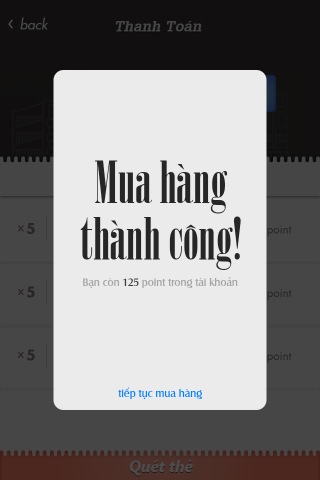 back
Thanh Toán
Mua hàng
thành công!
Bạn còn 125 point trong tài khoản
×5
point
×5
point
×5
point
tiếp tục mua hàng
Quét thẻ